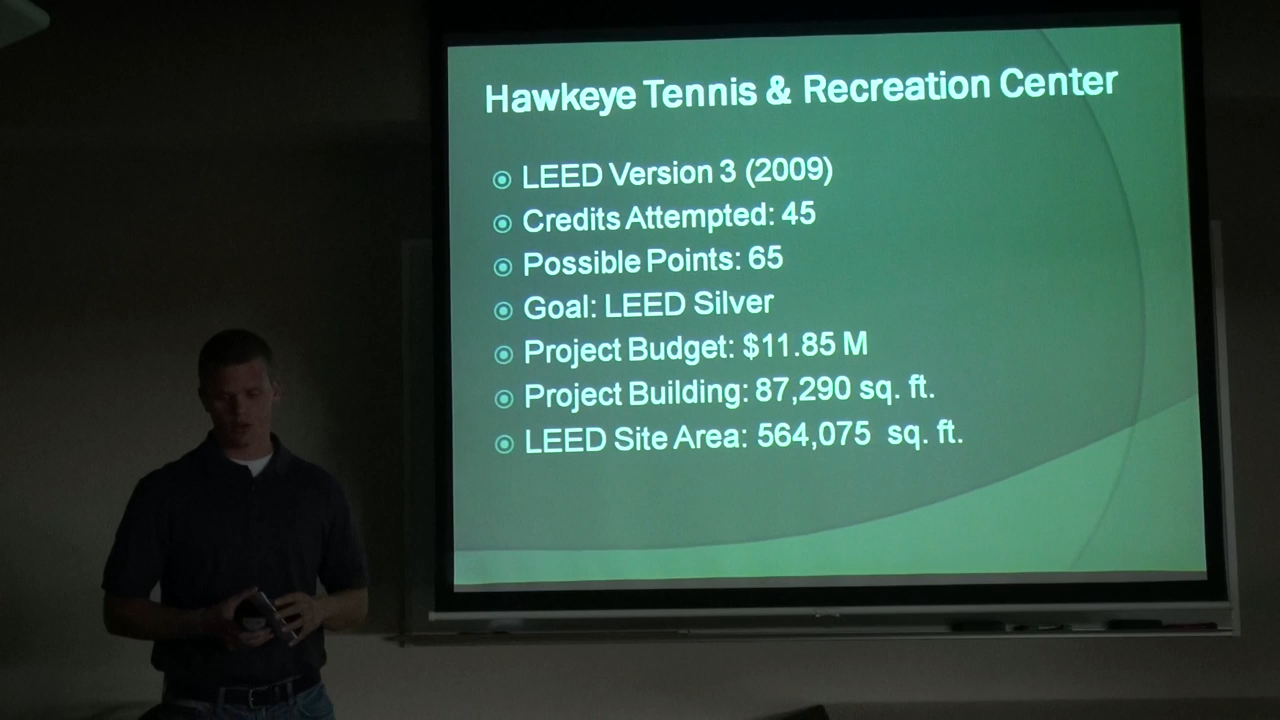 Hawkeye Tennis & Recreation Center
LEED Version 3 (2009)
Credits Attempted: 45
Possible Points: 65
Goal: LEED Silver
Project Budget: $11.85 M
Project Building: 87,290 sq. ft.
LEED Site Area: 564,075 sq. ft.